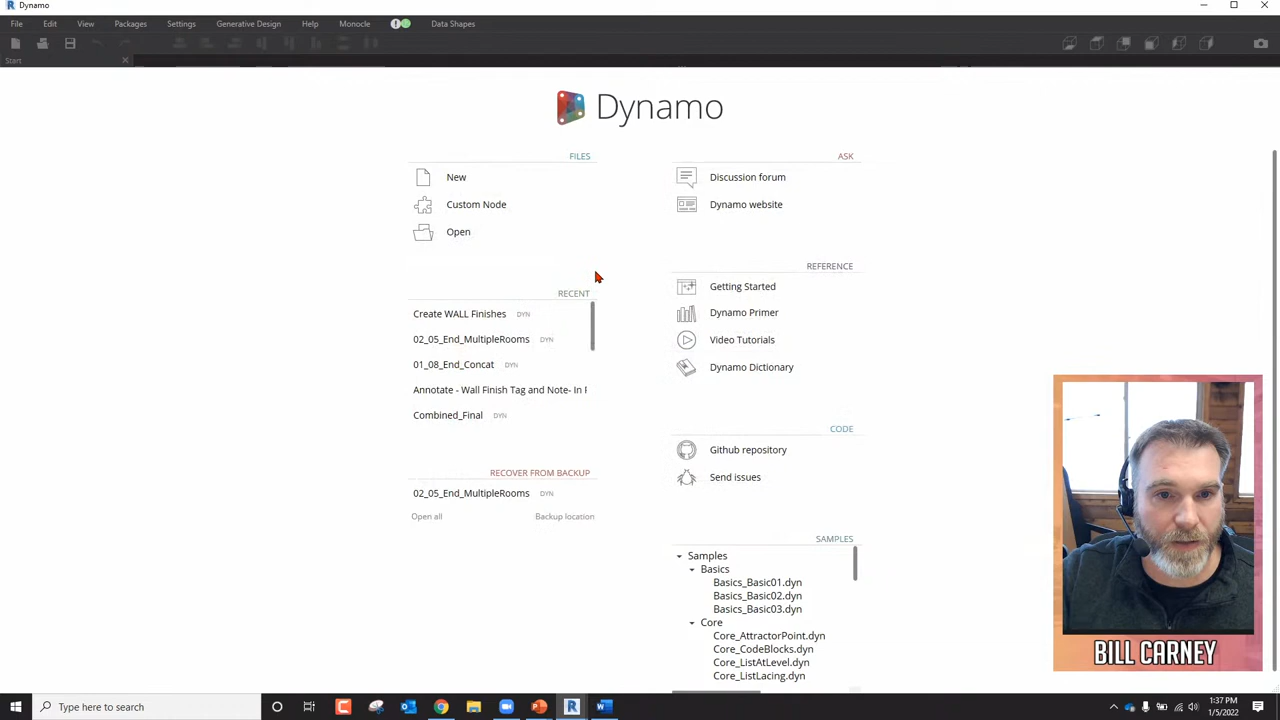 Dynamo
File Edit View Packages Settings Generative Design Help Monocle Data Shapes
Start
Dynamo
FILES
New
Custom Node
Open
RECENT
Create WALL Finishes DYN
02_05_End_MultipleRooms DYN
01_08_End_Concat DYN
Annotate - Wall Finish Tag and Note- In F
Combined_Final DYN
RECOVER FROM BACKUP
02_05_End_MultipleRooms DYN
Open all Backup location
ASK
Discussion forum
Dynamo website
REFERENCE
Getting Started
Dynamo Primer
Video Tutorials
Dynamo Dictionary
CODE
Github repository
Send issues
SAMPLES
Samples
Basics
Basics_Basic01.dyn
Basics_Basic02.dyn
Basics_Basic03.dyn
Core
Core_AttractorPoint.dyn
Core_CodeBlocks.dyn
Core_ListAtLevel.dyn
Core_ListLacing.dyn
BILL CARNEY
Type here to search
1:37 PM
1/5/2022